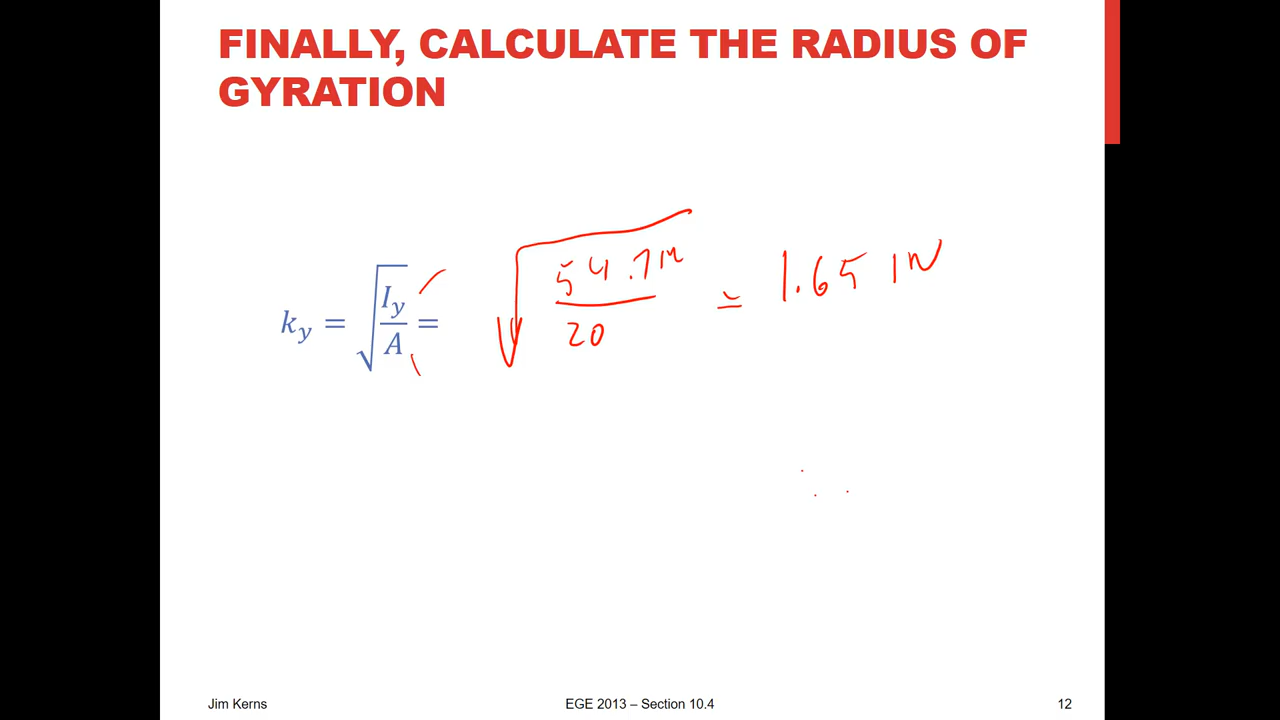 FINALLY, CALCULATE THE RADIUS OF
GYRATION
k_y = √(I_y/A) = √(54.7 IN/20) = 1.65 IN
Jim Kerns
EGE 2013 – Section 10.4
12